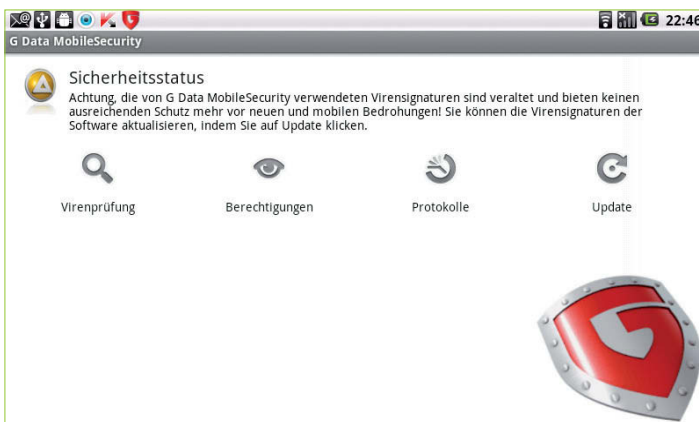 22:46
G Data MobileSecurity
Sicherheitsstatus
Achtung, die von G Data MobileSecurity verwendeten Virensignaturen sind veraltet und bieten keinen
ausreichenden Schutz mehr vor neuen und mobilen Bedrohungen! Sie können die Virensignaturen der
Software aktualisieren, indem Sie auf Update klicken.
Virenprüfung Berechtigungen Protokolle Update